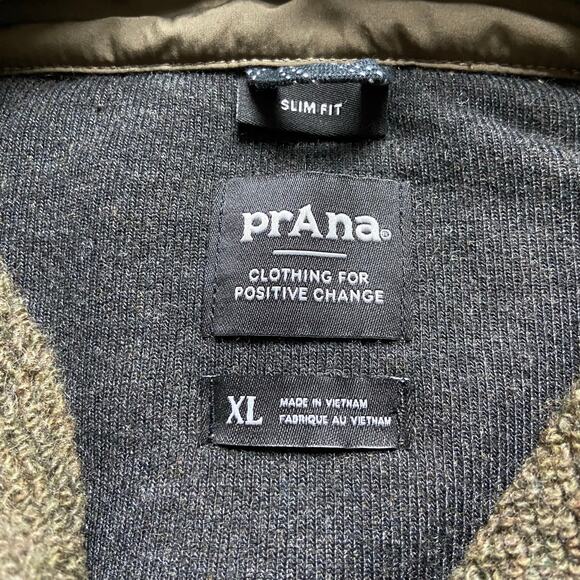 SLIM FIT
prAna®
CLOTHING FOR
POSITIVE CHANGE
XL
MADE IN VIETNAM
FABRIQUE AU VIETNAM